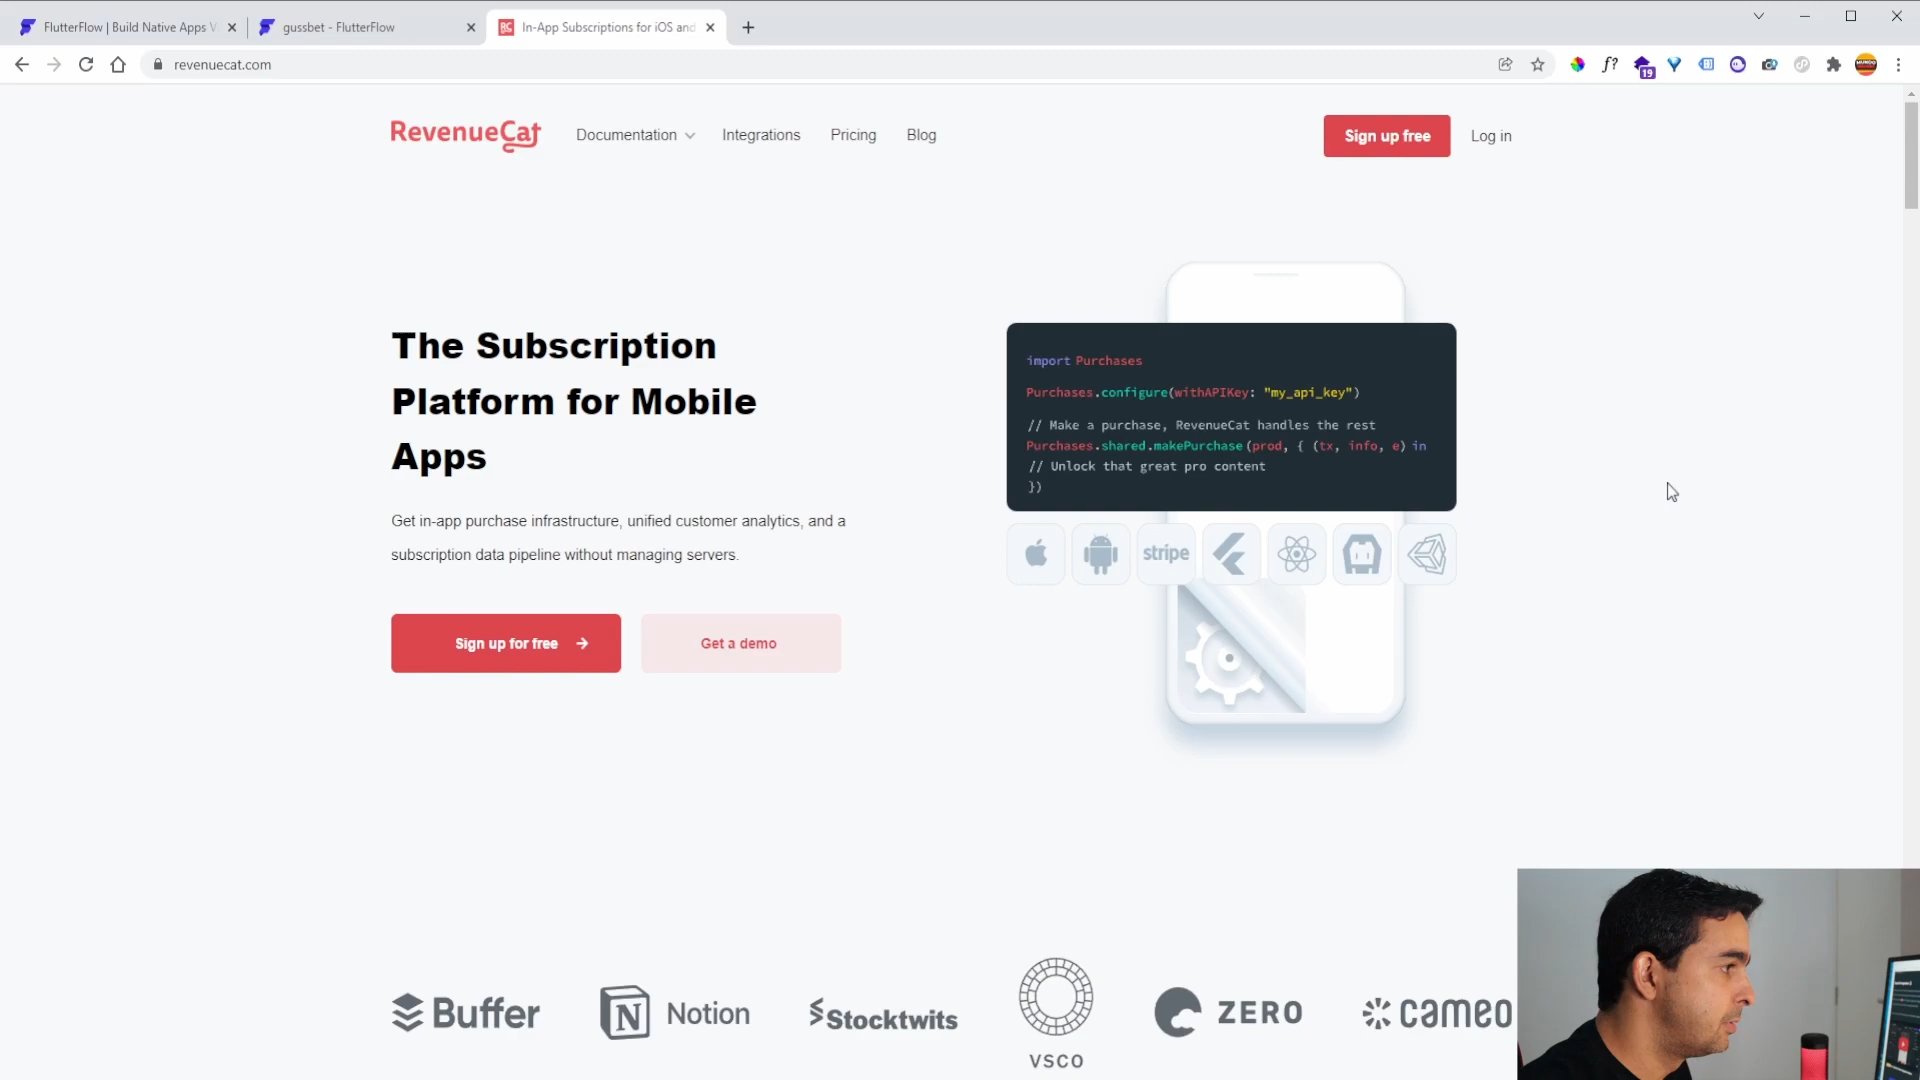 FlutterFlow | Build Native Apps V
gussbet - FlutterFlow
In-App Subscriptions for iOS and
revenuecat.com
f?
19
RevenueCat
Documentation
Integrations
Pricing
Blog
Sign up free
Log in
The Subscription
Platform for Mobile
Apps
Get in-app purchase infrastructure, unified customer analytics, and a
subscription data pipeline without managing servers.
Sign up for free →
Get a demo
import Purchases
Purchases.configure(withAPIKey: "my_api_key")
// Make a purchase, RevenueCat handles the rest
Purchases.shared.makePurchase(prod, { (tx, info, e) in
// Unlock that great pro content
})
stripe
Buffer
Notion
Stocktwits
VSCO
ZERO
cameo